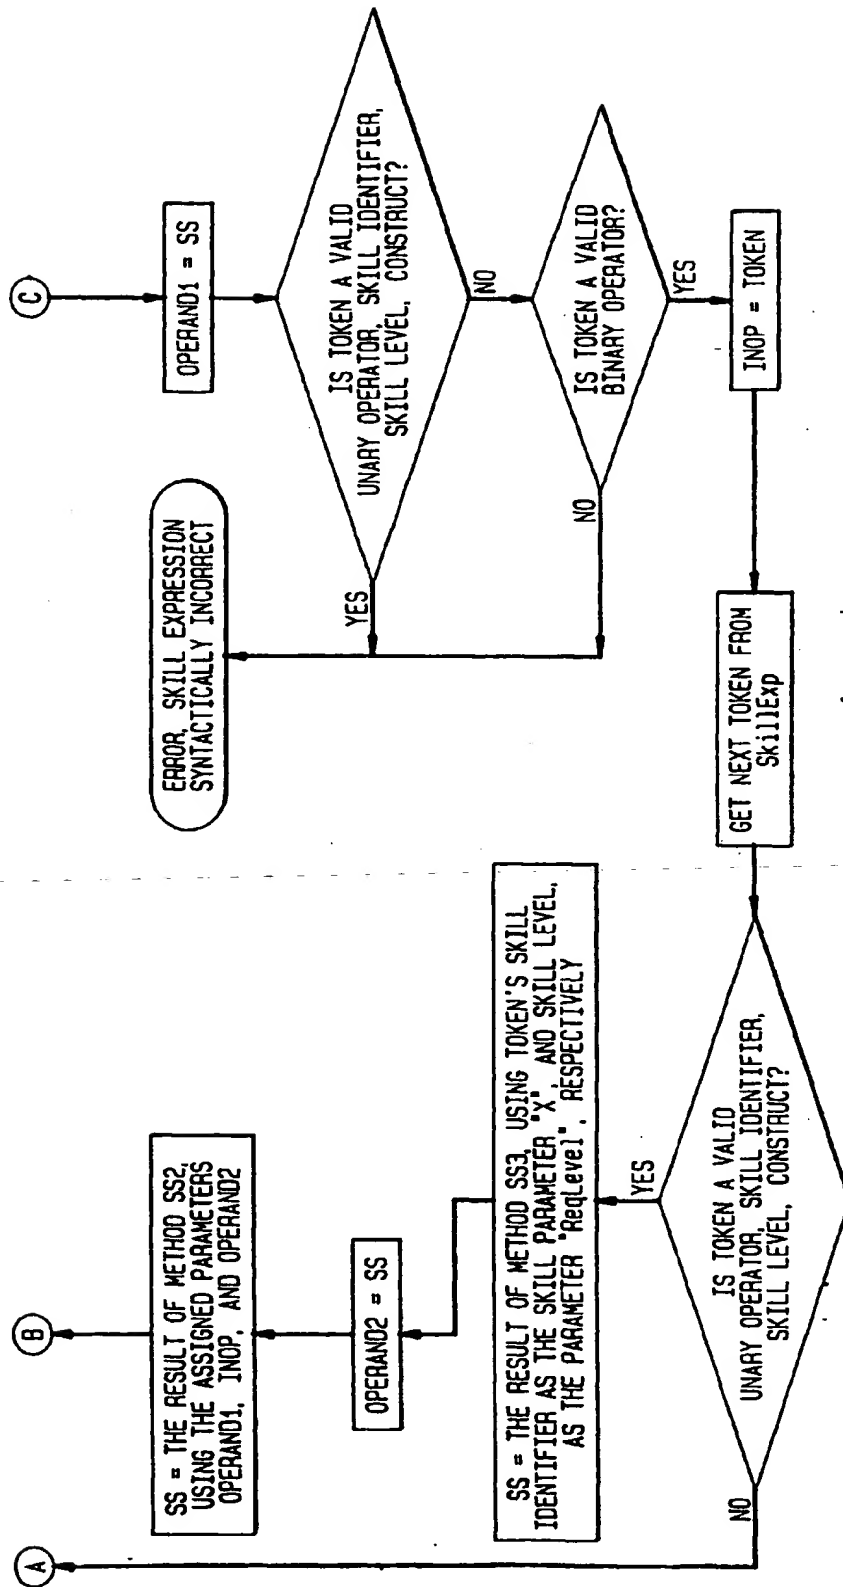 C
OPERAND1 = SS
IS TOKEN A VALID
UNARY OPERATOR, SKILL IDENTIFIER,
SKILL LEVEL, CONSTRUCT?
YES
NO
ERROR, SKILL EXPRESSION
SYNTACTICALLY INCORRECT
IS TOKEN A VALID
BINARY OPERATOR?
NO
YES
INOP = TOKEN
GET NEXT TOKEN FROM
SkillExp
IS TOKEN A VALID
UNARY OPERATOR, SKILL IDENTIFIER,
SKILL LEVEL, CONSTRUCT?
YES
NO
SS = THE RESULT OF METHOD SS3, USING TOKEN'S SKILL
IDENTIFIER AS THE SKILL PARAMETER "X", AND SKILL LEVEL,
AS THE PARAMETER "ReqLevel", RESPECTIVELY
OPERAND2 = SS
SS = THE RESULT OF METHOD SS2,
USING THE ASSIGNED PARAMETERS
OPERAND1, INOP, AND OPERAND2
B
A